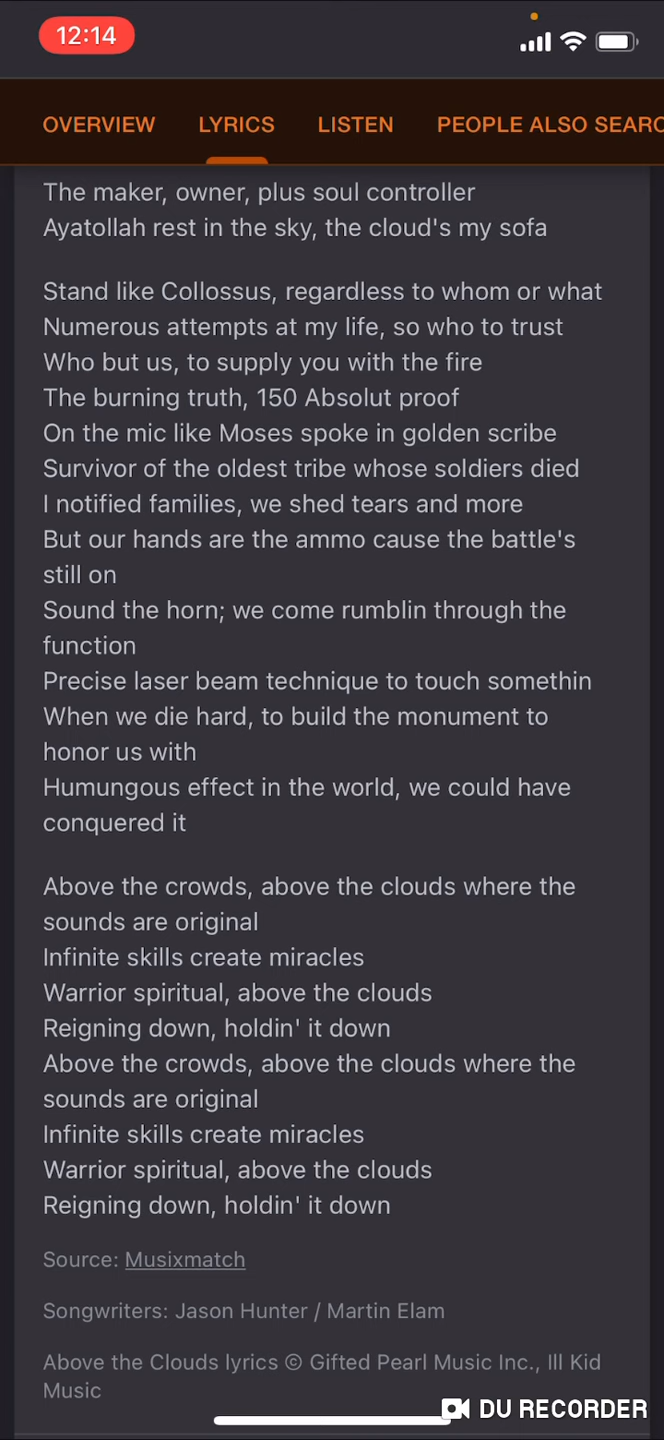 12:14
OVERVIEW LYRICS LISTEN PEOPLE ALSO SEARC
The maker, owner, plus soul controller
Ayatollah rest in the sky, the cloud's my sofa
Stand like Collossus, regardless to whom or what
Numerous attempts at my life, so who to trust
Who but us, to supply you with the fire
The burning truth, 150 Absolut proof
On the mic like Moses spoke in golden scribe
Survivor of the oldest tribe whose soldiers died
I notified families, we shed tears and more
But our hands are the ammo cause the battle's
still on
Sound the horn; we come rumblin through the
function
Precise laser beam technique to touch somethin
When we die hard, to build the monument to
honor us with
Humungous effect in the world, we could have
conquered it
Above the crowds, above the clouds where the
sounds are original
Infinite skills create miracles
Warrior spiritual, above the clouds
Reigning down, holdin' it down
Above the crowds, above the clouds where the
sounds are original
Infinite skills create miracles
Warrior spiritual, above the clouds
Reigning down, holdin' it down
Source: Musixmatch
Songwriters: Jason Hunter / Martin Elam
Above the Clouds lyrics © Gifted Pearl Music Inc., Ill Kid
Music
DU RECORDER